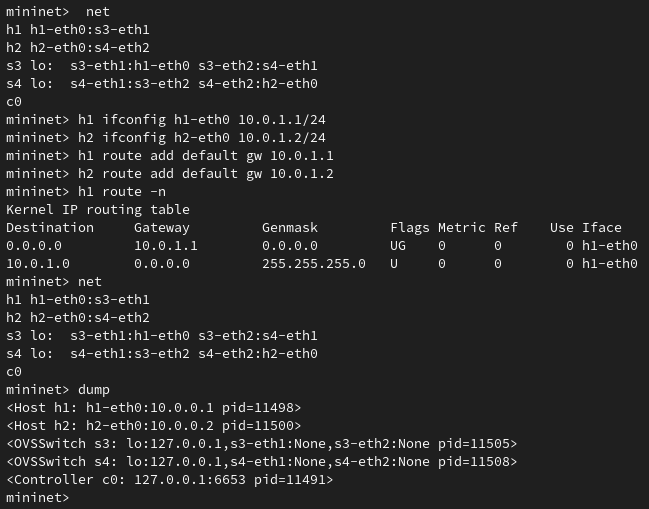 mininet>  net
h1 h1-eth0:s3-eth1
h2 h2-eth0:s4-eth2
s3 lo:  s3-eth1:h1-eth0 s3-eth2:s4-eth1
s4 lo:  s4-eth1:s3-eth2 s4-eth2:h2-eth0
c0
mininet> h1 ifconfig h1-eth0 10.0.1.1/24
mininet> h2 ifconfig h2-eth0 10.0.1.2/24
mininet> h1 route add default gw 10.0.1.1
mininet> h2 route add default gw 10.0.1.2
mininet> h1 route -n
Kernel IP routing table
Destination     Gateway         Genmask         Flags Metric Ref    Use Iface
0.0.0.0         10.0.1.1        0.0.0.0         UG    0      0        0 h1-eth0
10.0.1.0        0.0.0.0         255.255.255.0   U     0      0        0 h1-eth0
mininet> net
h1 h1-eth0:s3-eth1
h2 h2-eth0:s4-eth2
s3 lo:  s3-eth1:h1-eth0 s3-eth2:s4-eth1
s4 lo:  s4-eth1:s3-eth2 s4-eth2:h2-eth0
c0
mininet> dump
<Host h1: h1-eth0:10.0.0.1 pid=11498>
<Host h2: h2-eth0:10.0.0.2 pid=11500>
<OVSSwitch s3: lo:127.0.0.1,s3-eth1:None,s3-eth2:None pid=11505>
<OVSSwitch s4: lo:127.0.0.1,s4-eth1:None,s4-eth2:None pid=11508>
<Controller c0: 127.0.0.1:6653 pid=11491>
mininet>